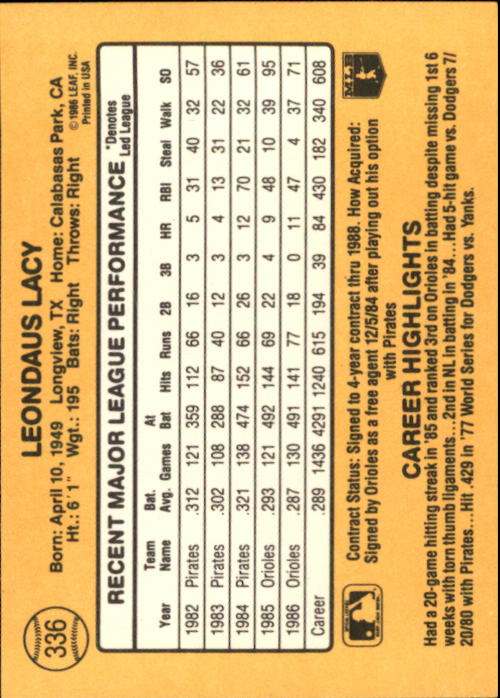 336
LEONDAUS LACY
Born: April 10, 1949 Longview, TX Home: Calabasas Park, CA
Ht.: 6'1" Wgt.: 195 Bats: Right Throws: Right
©1986 LEAF, INC.
Printed in USA
RECENT MAJOR LEAGUE PERFORMANCE
*Denotes
Led League
Team Bat. At
Year Name Avg. Games Bat Hits Runs 2B 3B HR RBI Steal Walk SO
1982 Pirates .312 121 359 112 66 16 3 5 31 40 32 57
1983 Pirates .302 108 288 87 40 12 3 4 13 31 22 36
1984 Pirates .321 138 474 152 66 26 3 12 70 21 32 61
1985 Orioles .293 121 492 144 69 22 4 9 48 10 39 95
1986 Orioles .287 130 491 141 77 18 0 11 47 4 37 71
Career .289 1436 4291 1240 615 194 39 84 430 182 340 608
Contract Status: Signed to 4-year contract thru 1988. How Acquired:
Signed by Orioles as a free agent 12/5/84 after playing out his option
with Pirates
MLB
CAREER HIGHLIGHTS
Had a 20-game hitting streak in '85 and ranked 3rd on Orioles in batting despite missing 1st 6
weeks with torn thumb ligaments...2nd in NL in batting in '84...Had 5-hit game vs. Dodgers 7/
20/80 with Pirates...Hit .429 in '77 World Series for Dodgers vs. Yanks.